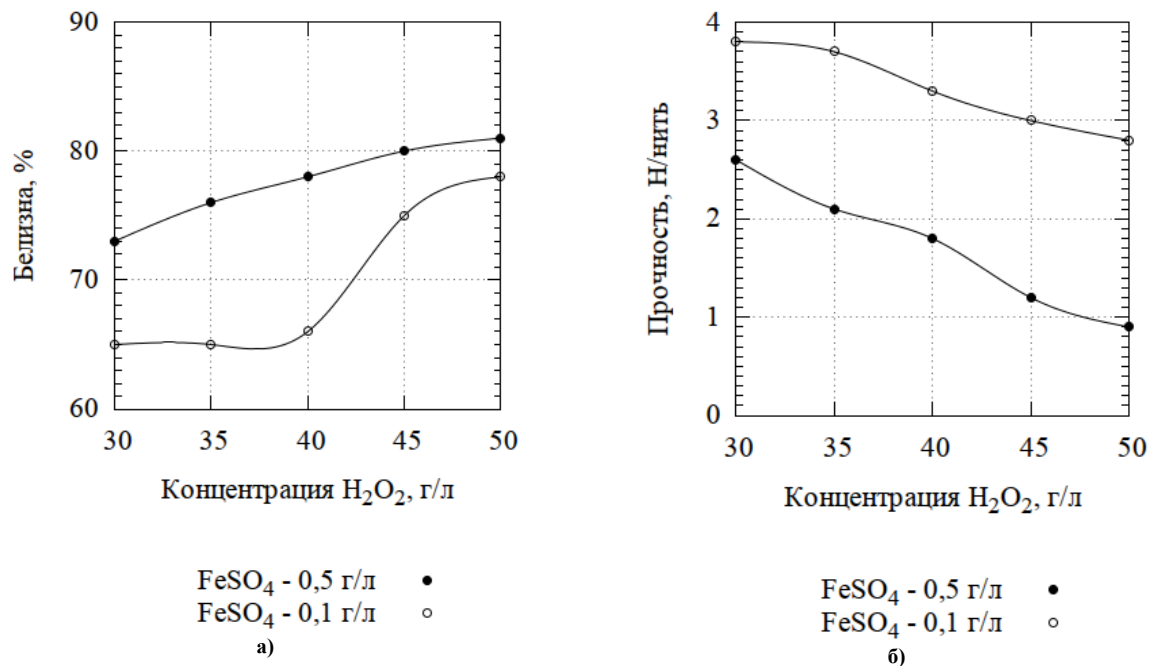 90
80
70
60
Белизна, %
30 35 40 45 50
Концентрация H₂O₂, г/л
FeSO₄ - 0,5 г/л
FeSO₄ - 0,1 г/л
а)
4
3
2
1
0
Прочность, Н/нить
30 35 40 45 50
Концентрация H₂O₂, г/л
FeSO₄ - 0,5 г/л
FeSO₄ - 0,1 г/л
б)